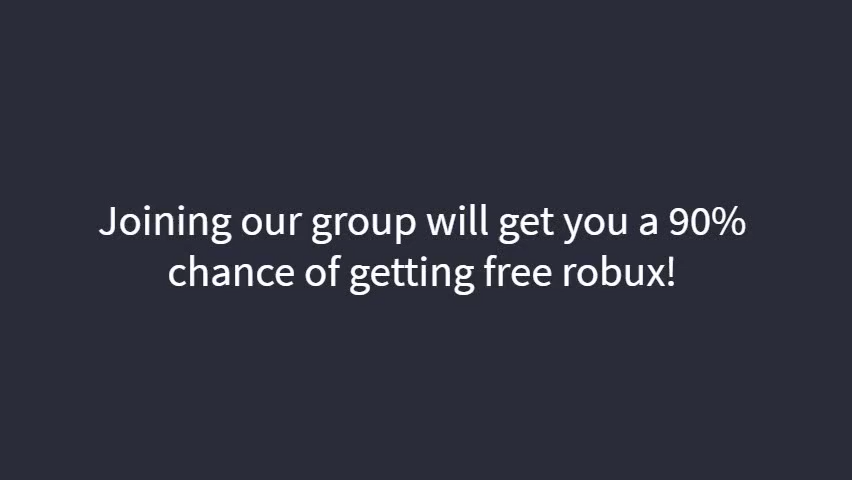 Joining our group will get you a 90%
chance of getting free robux!